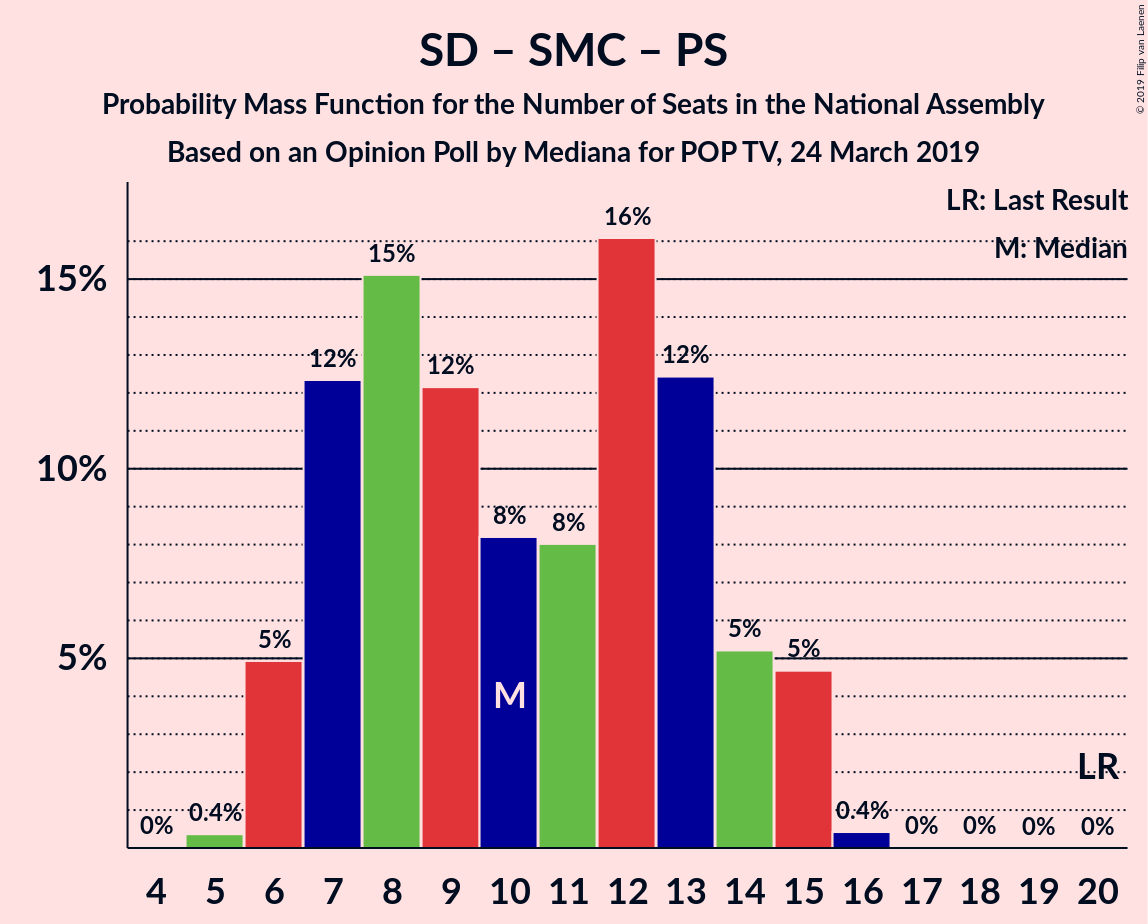 SD – SMC – PS
Probability Mass Function for the Number of Seats in the National Assembly
Based on an Opinion Poll by Mediana for POP TV, 24 March 2019
© 2019 Filip van Laenen
LR: Last Result
M: Median
15%
10%
5%
0%
0.4%
5%
12%
15%
12%
8%
8%
16%
12%
5%
5%
0.4%
0%
0%
0%
0%
M
LR
4 5 6 7 8 9 10 11 12 13 14 15 16 17 18 19 20